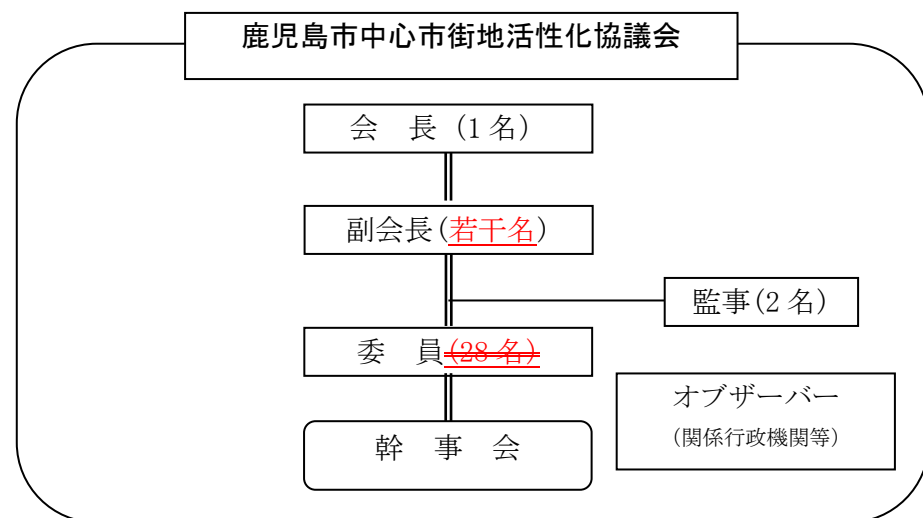 鹿児島市中心市街地活性化協議会
会　長（1名）
副会長（若干名）
監事（2名）
委　員（28名）
オブザーバー
（関係行政機関等）
幹　事　会